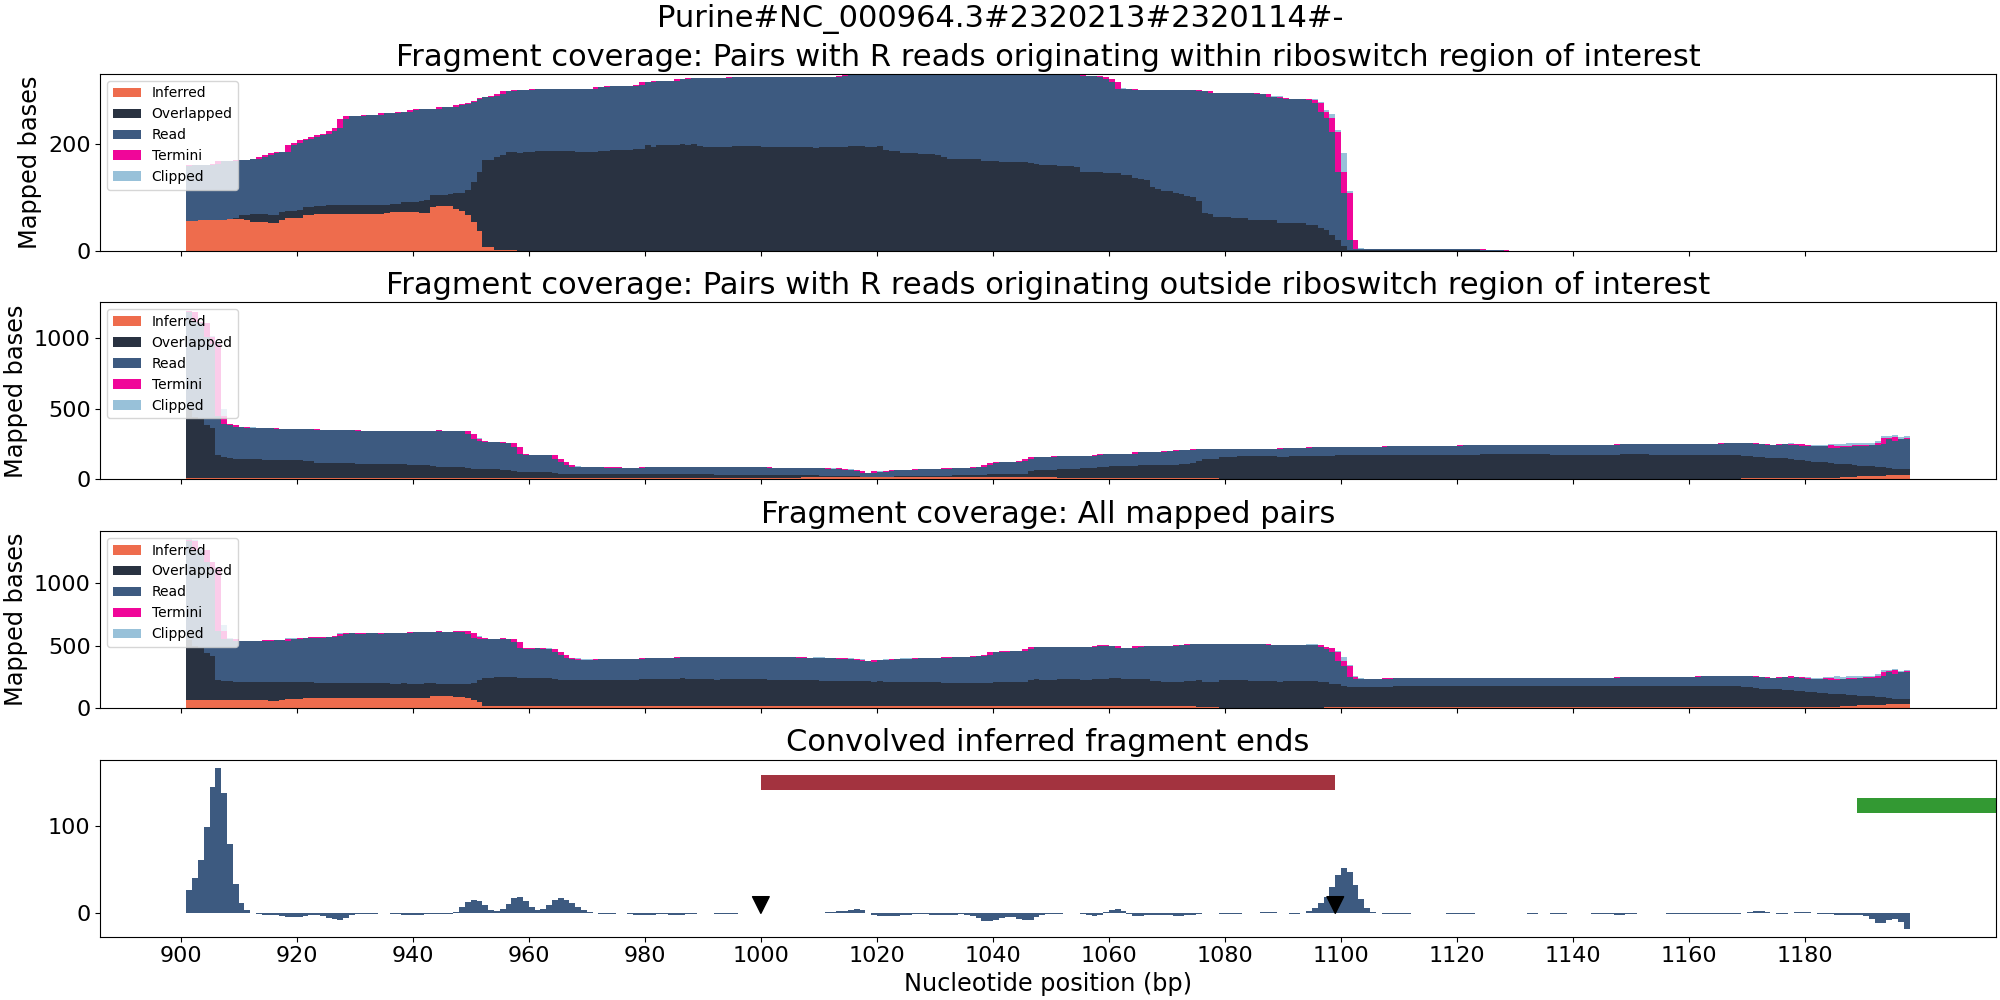 Purine#NC_000964.3#2320213#2320114#-
Fragment coverage: Pairs with R reads originating within riboswitch region of interest
Mapped bases
200
0
Inferred
Overlapped
Read
Termini
Clipped
Fragment coverage: Pairs with R reads originating outside riboswitch region of interest
Mapped bases
1000
500
0
Inferred
Overlapped
Read
Termini
Clipped
Fragment coverage: All mapped pairs
Mapped bases
1000
500
0
Inferred
Overlapped
Read
Termini
Clipped
Convolved inferred fragment ends
100
0
900 920 940 960 980 1000 1020 1040 1060 1080 1100 1120 1140 1160 1180
Nucleotide position (bp)